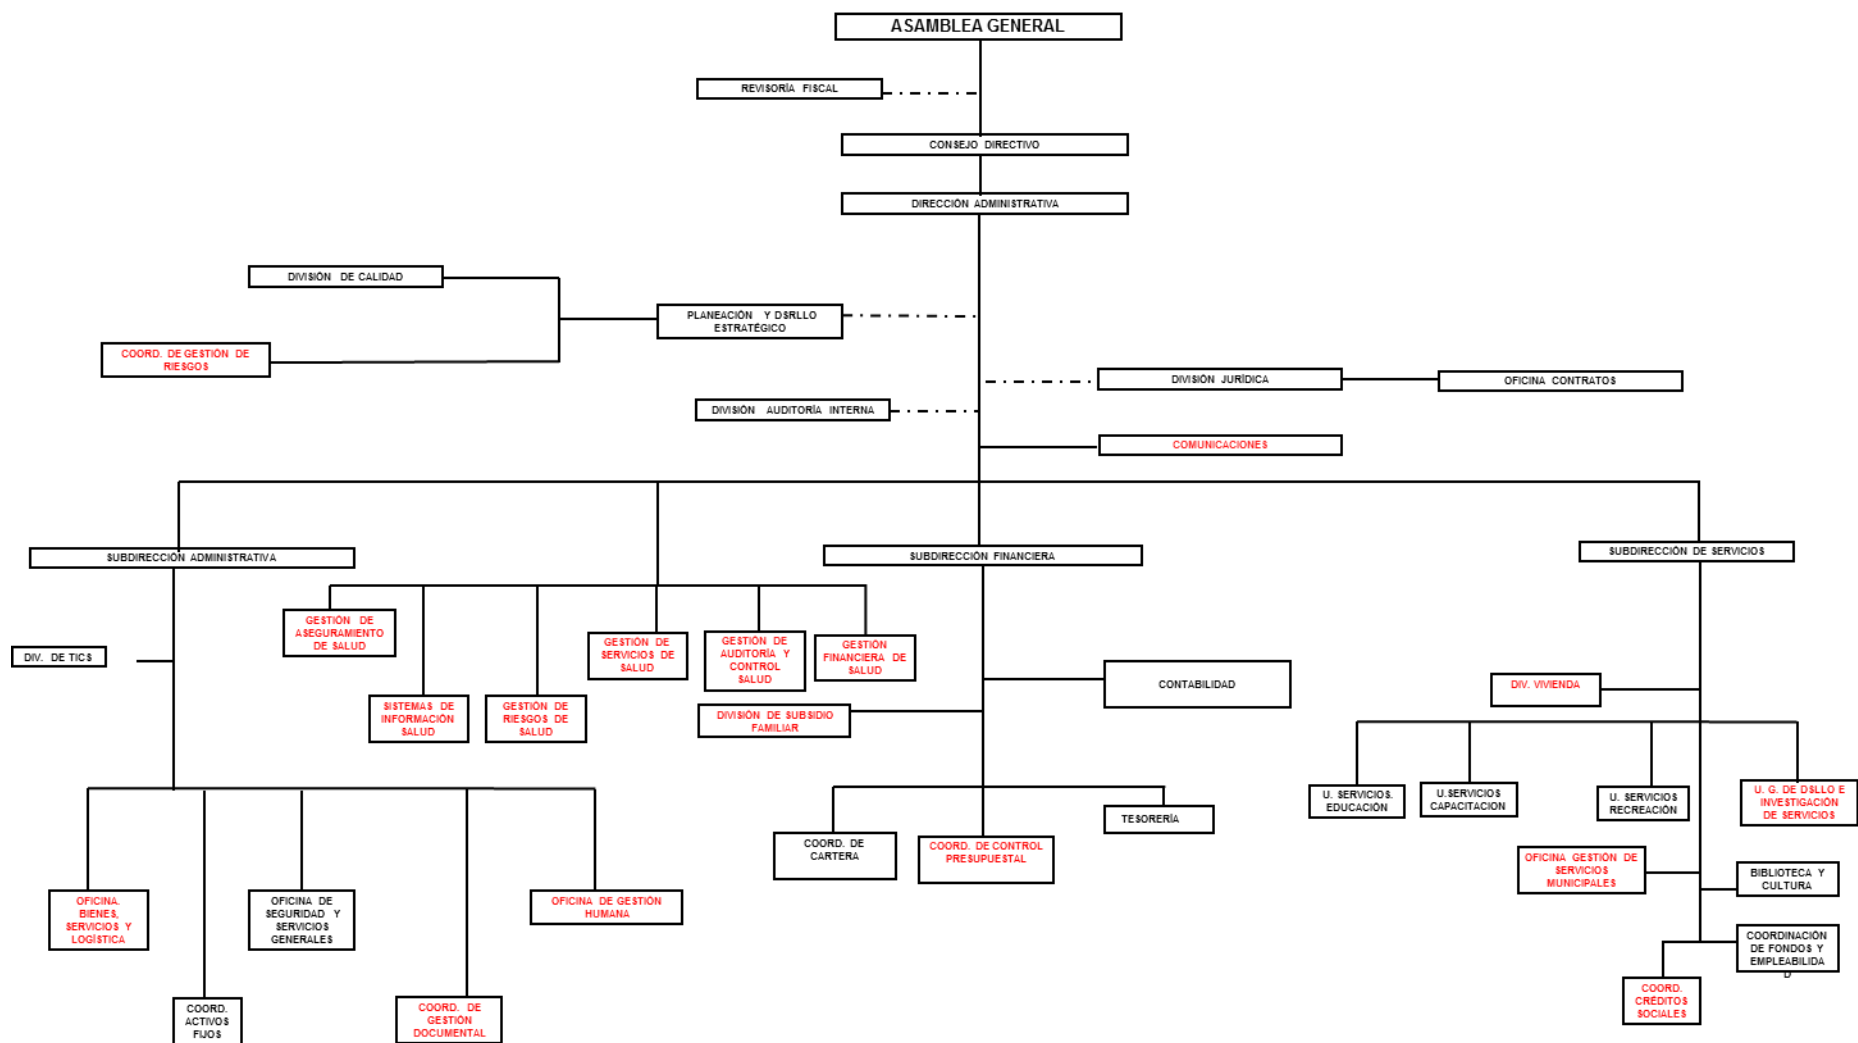 ASAMBLEA GENERAL
REVISORÍA FISCAL
CONSEJO DIRECTIVO
DIRECCIÓN ADMINISTRATIVA
DIVISIÓN DE CALIDAD
PLANEACIÓN Y DSRLLO
ESTRATÉGICO
COORD. DE GESTIÓN DE
RIESGOS
DIVISIÓN JURÍDICA
OFICINA CONTRATOS
DIVISIÓN AUDITORÍA INTERNA
COMUNICACIONES
SUBDIRECCIÓN ADMINISTRATIVA
SUBDIRECCIÓN FINANCIERA
SUBDIRECCIÓN DE SERVICIOS
DIV. DE TICS
GESTIÓN DE
ASEGURAMIENTO
DE SALUD
SISTEMAS DE
INFORMACIÓN
SALUD
GESTIÓN DE
RIESGOS DE
SALUD
GESTIÓN DE
SERVICIOS DE
SALUD
GESTIÓN DE
AUDITORÍA Y
CONTROL
SALUD
GESTIÓN
FINANCIERA DE
SALUD
CONTABILIDAD
DIVISIÓN DE SUBSIDIO
FAMILIAR
DIV. VIVIENDA
U. SERVICIOS.
EDUCACIÓN
U.SERVICIOS
CAPACITACION
U. SERVICIOS
RECREACIÓN
U. G. DE DSLLO E
INVESTIGACIÓN
DE SERVICIOS
COORD. DE
CARTERA
COORD. DE CONTROL
PRESUPUESTAL
TESORERÍA
OFICINA GESTIÓN DE
SERVICIOS
MUNICIPALES
BIBLIOTECA Y
CULTURA
OFICINA.
BIENES,
SERVICIOS Y
LOGÍSTICA
OFICINA DE
SEGURIDAD Y
SERVICIOS
GENERALES
OFICINA DE GESTIÓN
HUMANA
COORDINACIÓN
DE FONDOS Y
EMPLEABILIDA
D
COORD.
ACTIVOS
FIJOS
COORD. DE
GESTIÓN
DOCUMENTAL
COORD.
CRÉDITOS
SOCIALES